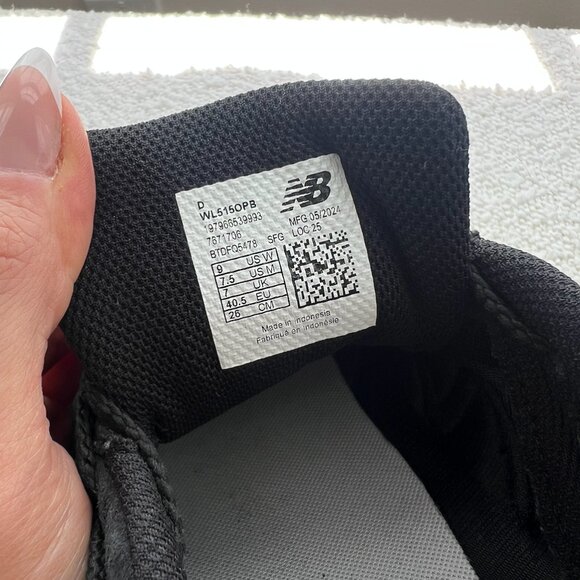 D
WL515OPB
197966539993
7871706
BTDFQ5478 SFG
NB
MFG 05/2024
LOC 25
9 US W
7.5 US M
7 UK
40.5 EU
26 CM
Made in Indonesia
Fabriqué en Indonésie